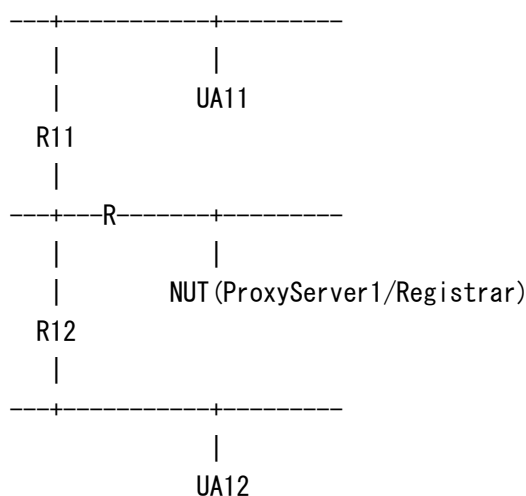 ---+-----------+---------
|           |
|          UA11
R11
|
---+---R-------+---------
|           |
|        NUT(ProxyServer1/Registrar)
R12
|
---+-----------+---------
|
UA12